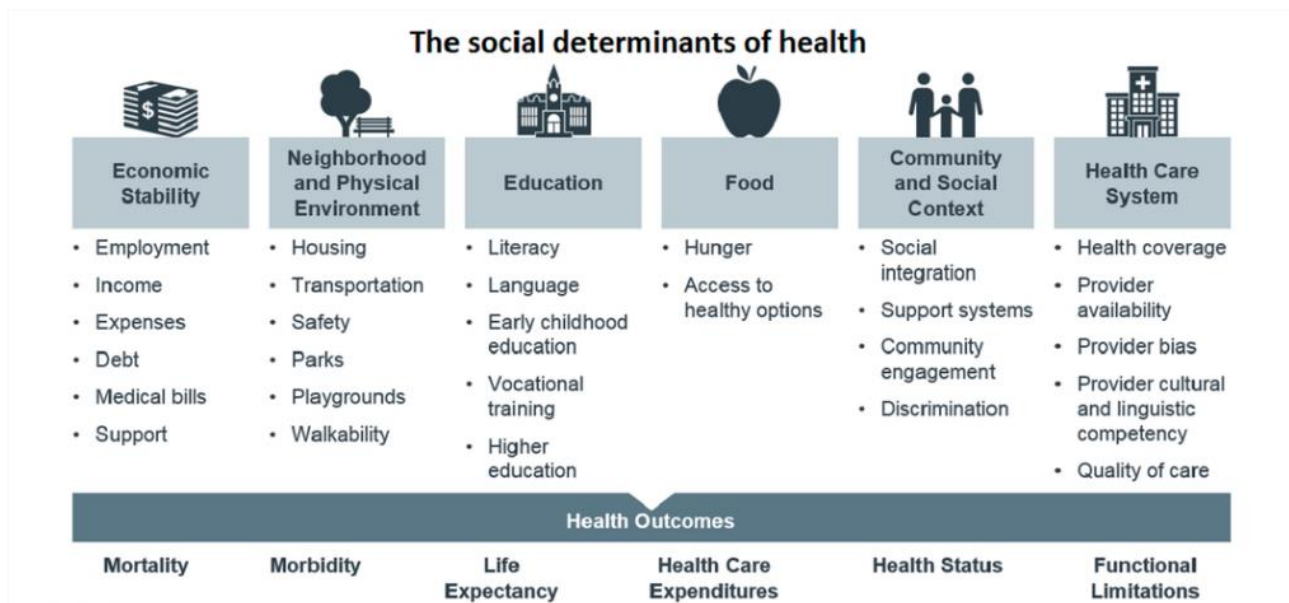 The social determinants of health
$
Economic
Stability
• Employment
• Income
• Expenses
• Debt
• Medical bills
• Support
Neighborhood
and Physical
Environment
• Housing
• Transportation
• Safety
• Parks
• Playgrounds
• Walkability
Education
• Literacy
• Language
• Early childhood
education
• Vocational
training
• Higher
education
Food
• Hunger
• Access to
healthy options
Community
and Social
Context
• Social
integration
• Support systems
• Community
engagement
• Discrimination
Health Care
System
• Health coverage
• Provider
availability
• Provider bias
• Provider cultural
and linguistic
competency
• Quality of care
Health Outcomes
Mortality
Morbidity
Life
Expectancy
Health Care
Expenditures
Health Status
Functional
Limitations